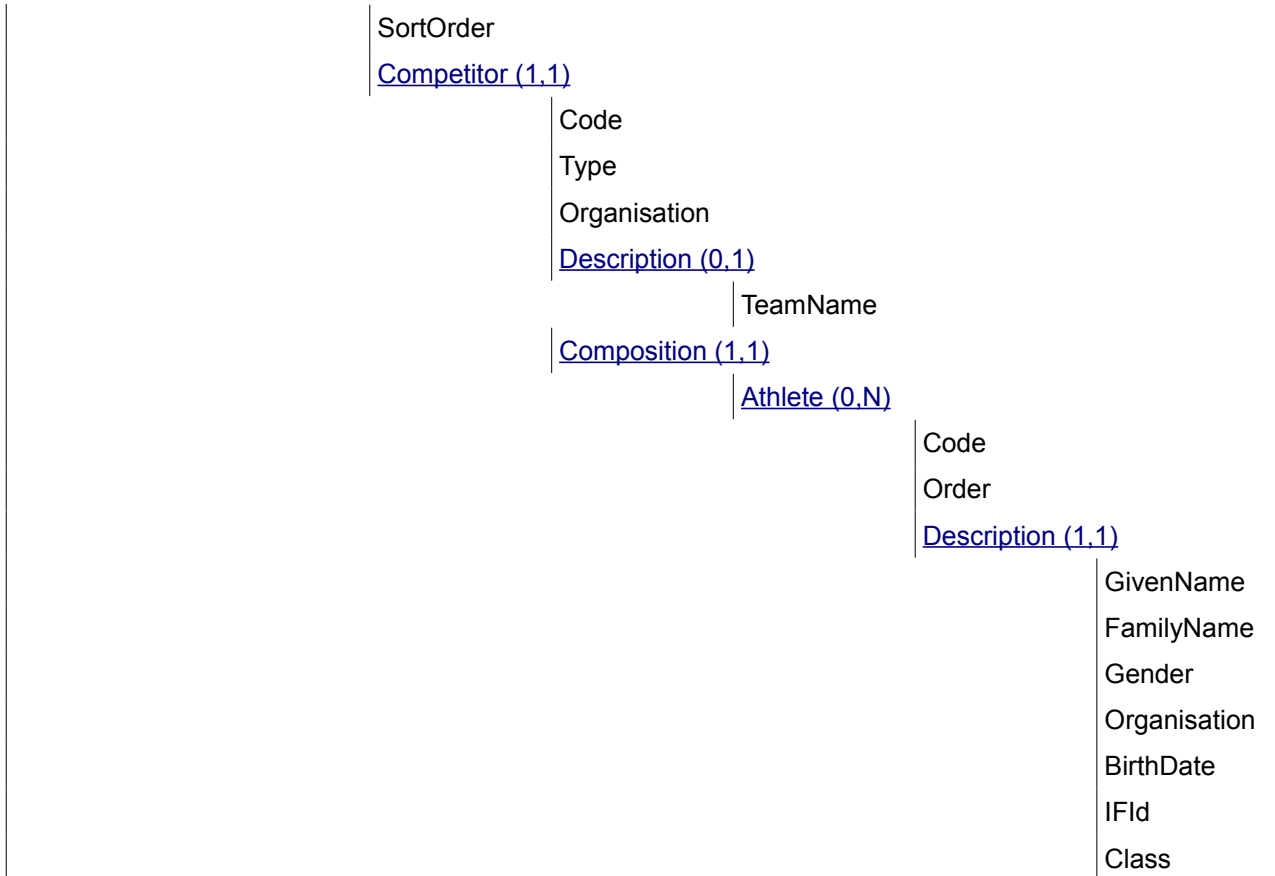 SortOrder
Competitor (1,1)
Code
Type
Organisation
Description (0,1)
TeamName
Composition (1,1)
Athlete (0,N)
Code
Order
Description (1,1)
GivenName
FamilyName
Gender
Organisation
BirthDate
IFId
Class